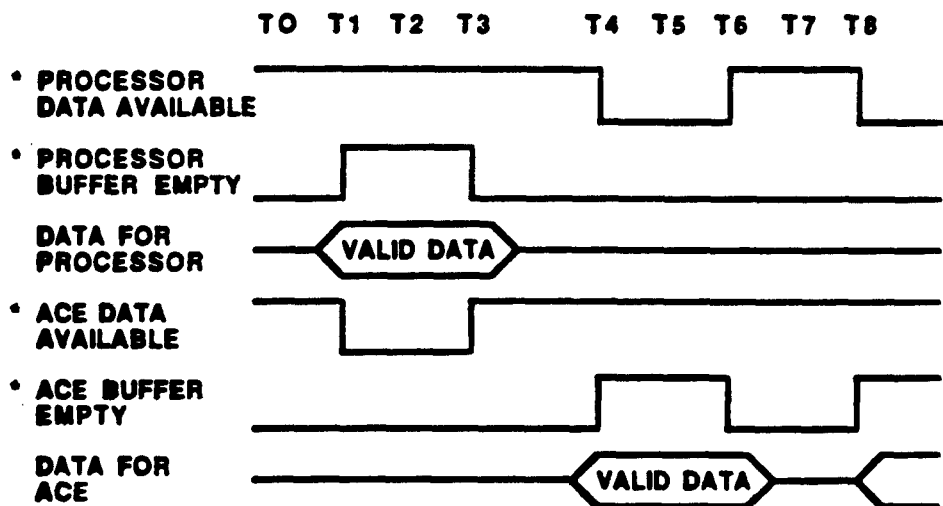 T0 T1 T2 T3 T4 T5 T6 T7 T8
* PROCESSOR
DATA AVAILABLE
* PROCESSOR
BUFFER EMPTY
DATA FOR
PROCESSOR
VALID DATA
* ACE DATA
AVAILABLE
* ACE BUFFER
EMPTY
DATA FOR
ACE
VALID DATA